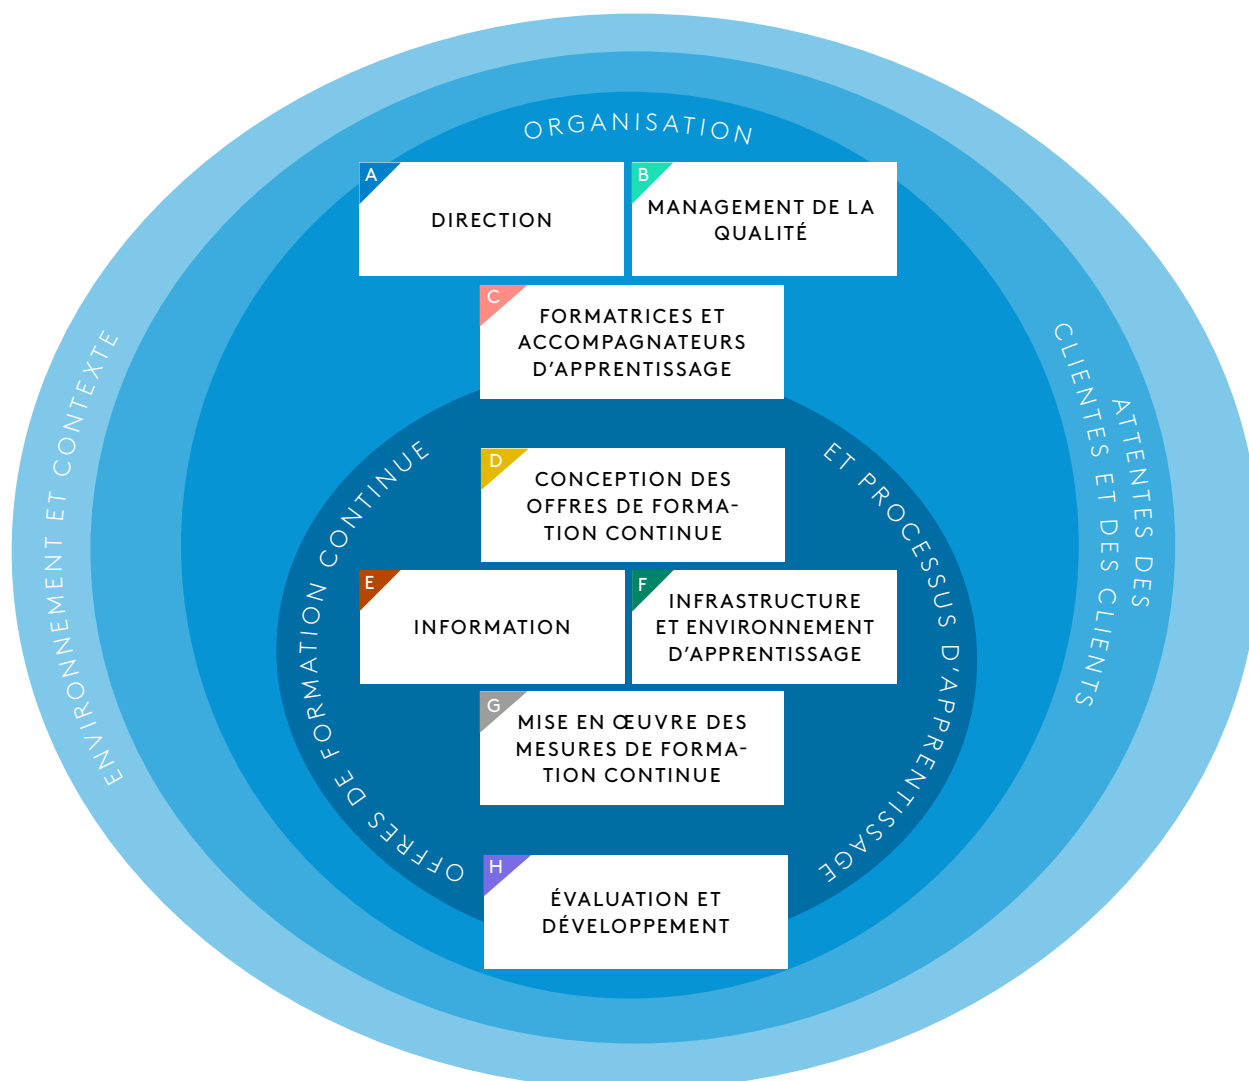 ORGANISATION
A
DIRECTION
B
MANAGEMENT DE LA
QUALITÉ
C
FORMATRICES ET
ACCOMPAGNATEURS
D’APPRENTISSAGE
ENVIRONNEMENT ET CONTEXTE
ATTENTES DES
CLIENTES ET DES CLIENTS
OFFRES DE FORMATION CONTINUE
ET PROCESSUS D'APPRENTISSAGE
D
CONCEPTION DES
OFFRES DE FORMA-
TION CONTINUE
E
INFORMATION
F
INFRASTRUCTURE
ET ENVIRONNEMENT
D’APPRENTISSAGE
G
MISE EN ŒUVRE DES
MESURES DE FORMA-
TION CONTINUE
H
ÉVALUATION ET
DÉVELOPPEMENT